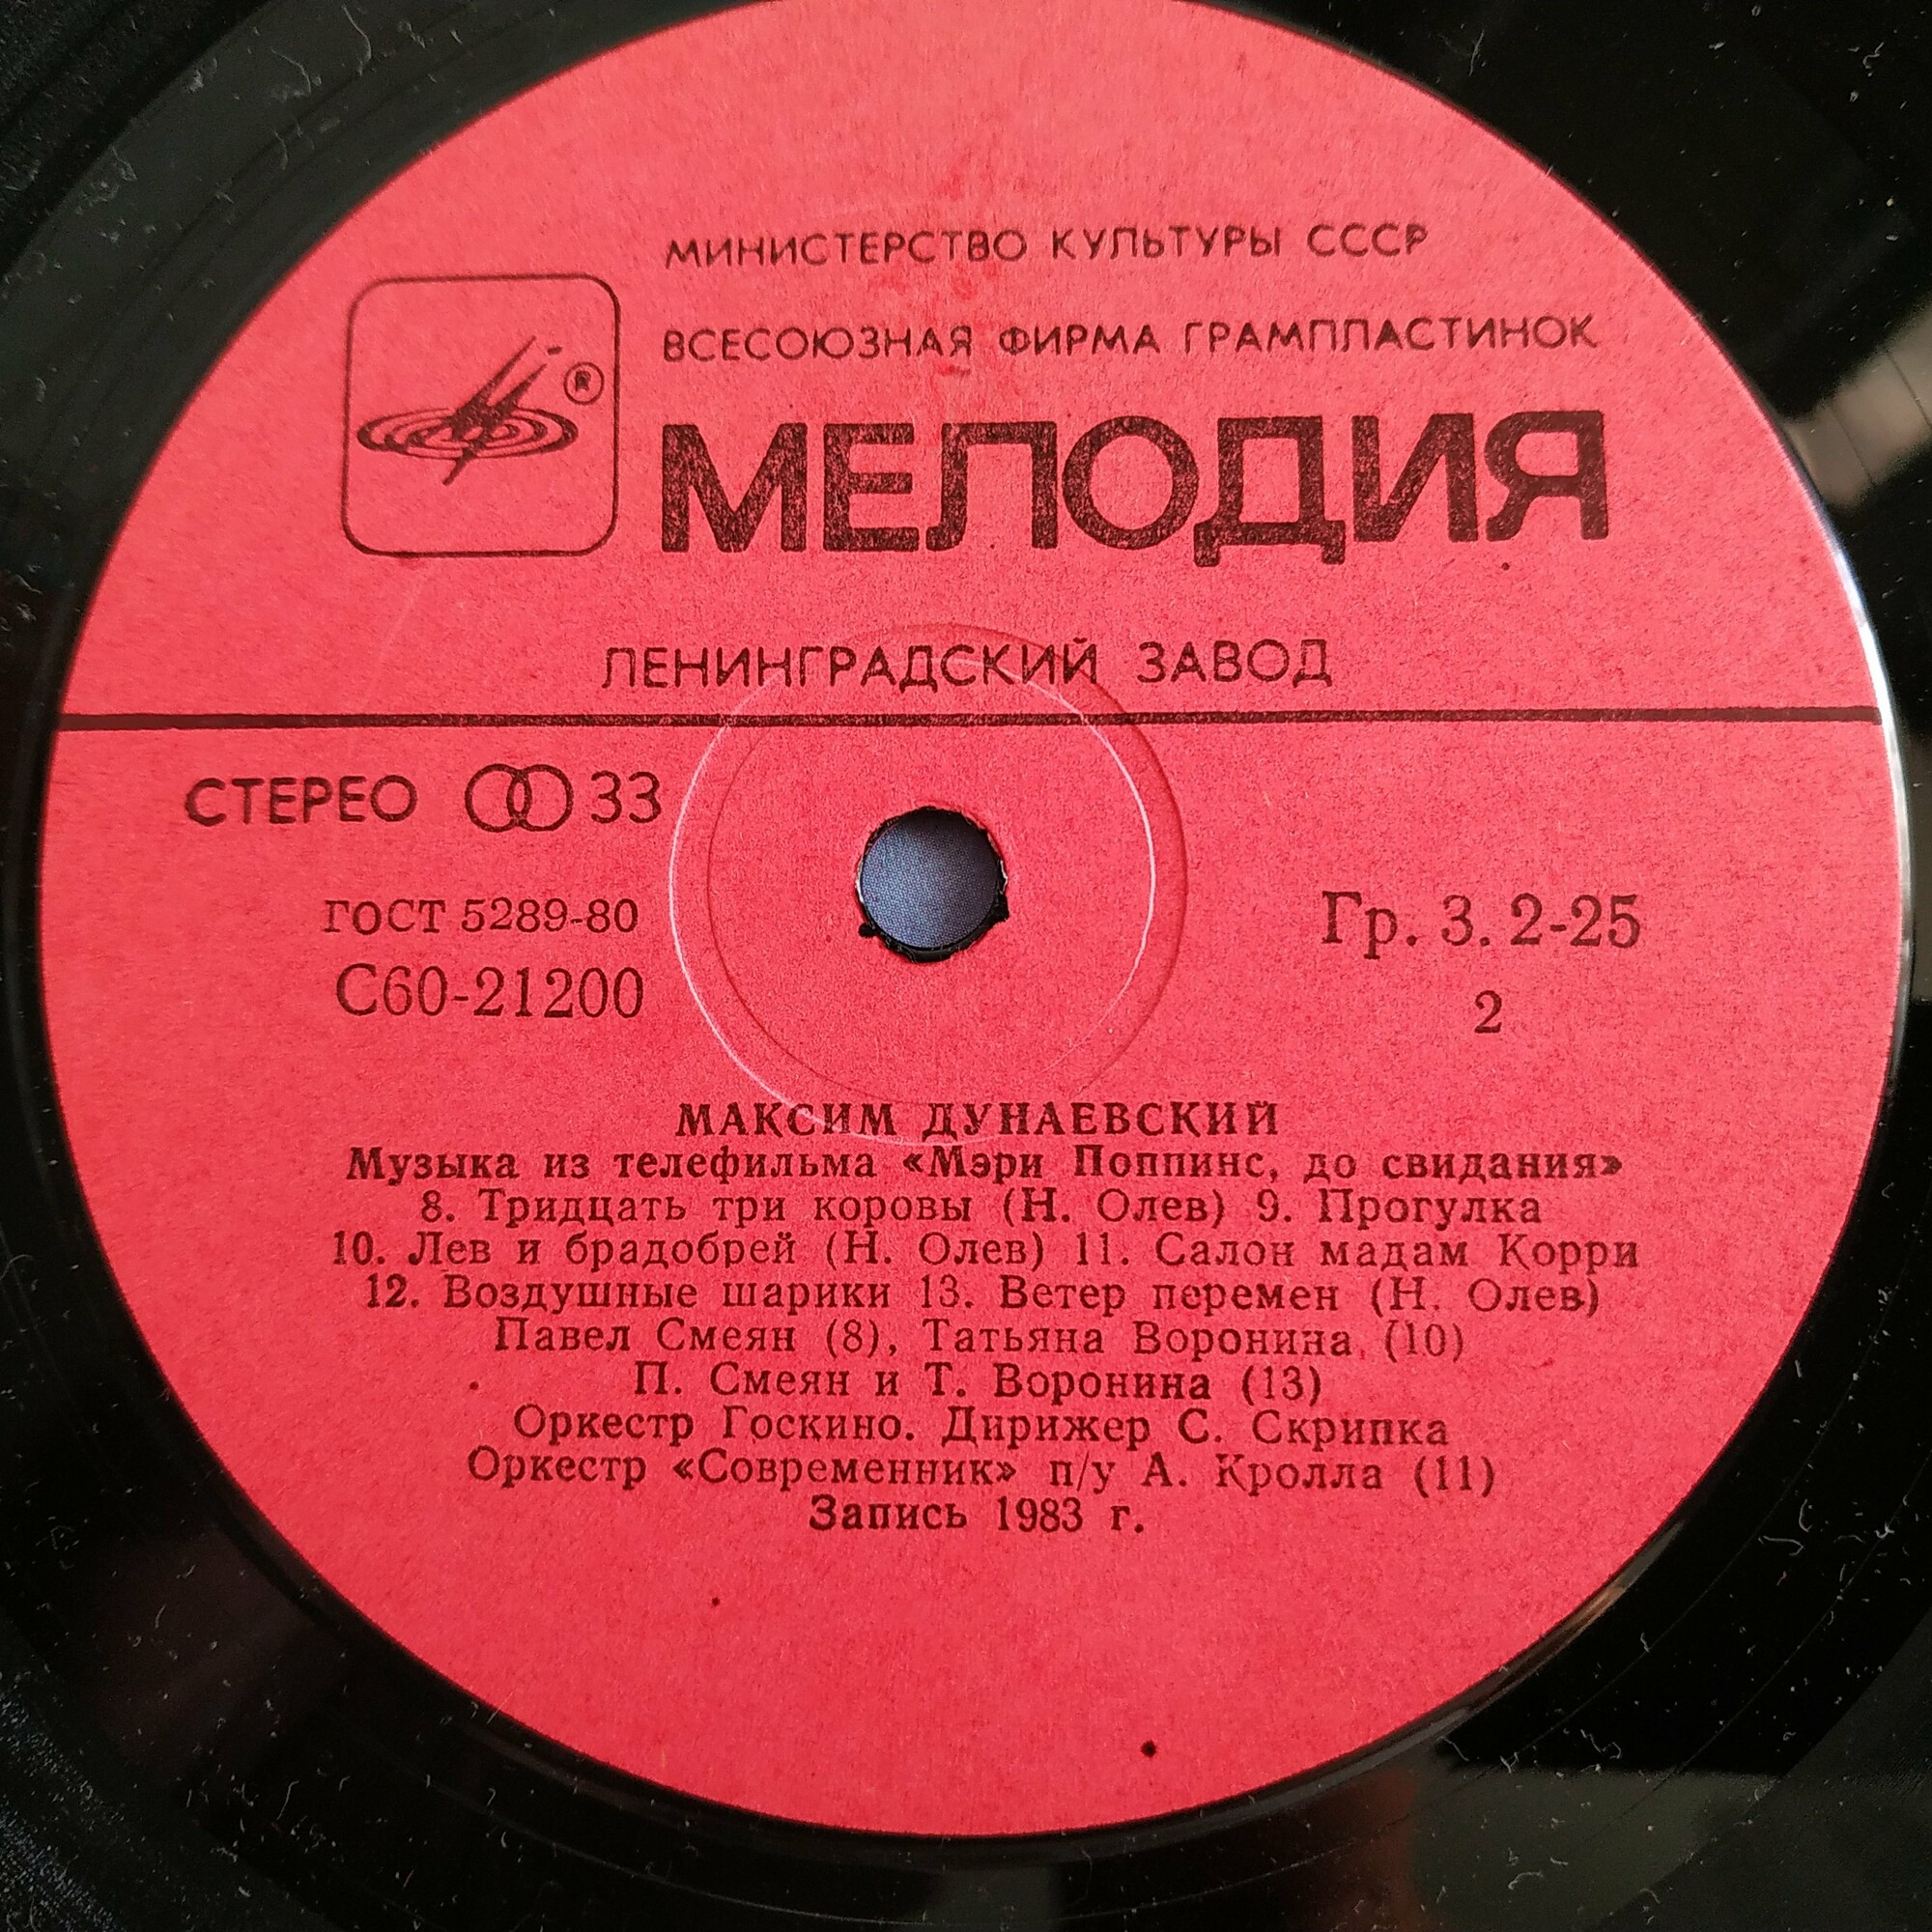 МИНИСТЕРСТВО КУЛЬТУРЫ СССР
ВСЕСОЮЗНАЯ ФИРМА ГРАМПЛАСТИНОК
®
МЕЛОДИЯ
ЛЕНИНГРАДСКИЙ ЗАВОД
СТЕРЕО 33
ГОСТ 5289-80
Гр. 3. 2-25
С60-21200
2
МАКСИМ ДУНАЕВСКИЙ
Музыка из телефильма «Мэри Поппинс, до свидания»
8. Тридцать три коровы (Н. Олев) 9. Прогулка
10. Лев и брадобрей (Н. Олев) 11. Салон мадам Корри
12. Воздушные шарики 13. Ветер перемен (Н. Олев)
Павел Смеян (8), Татьяна Воронина (10)
П. Смеян и Т. Воронина (13)
Оркестр Госкино. Дирижер С. Скрипка
Оркестр «Современник» п/у А. Кролла (11)
Запись 1983 г.